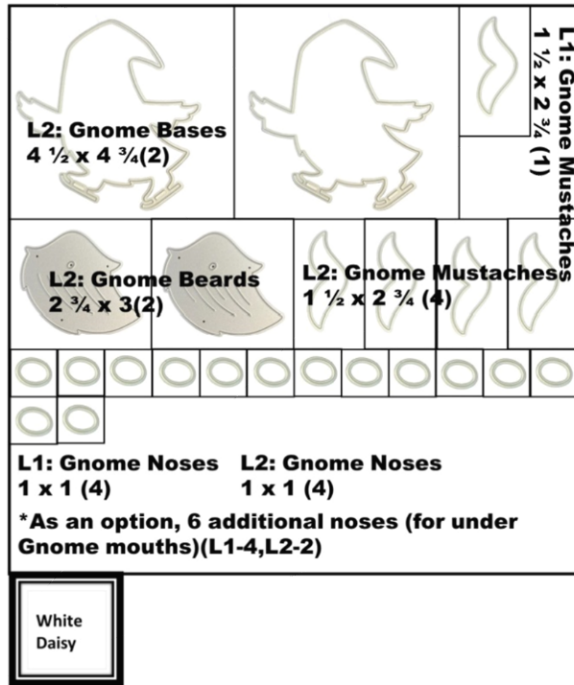 L1: Gnome Mustaches
1 ½ x 2 ¾ (1)
L2: Gnome Bases
4 ½ x 4 ¾(2)
L2: Gnome Beards
2 ¾ x 3(2)
L2: Gnome Mustaches
1 ½ x 2 ¾ (4)
L1: Gnome Noses
1 x 1 (4)
L2: Gnome Noses
1 x 1 (4)
*As an option, 6 additional noses (for under
Gnome mouths)(L1-4,L2-2)
White
Daisy